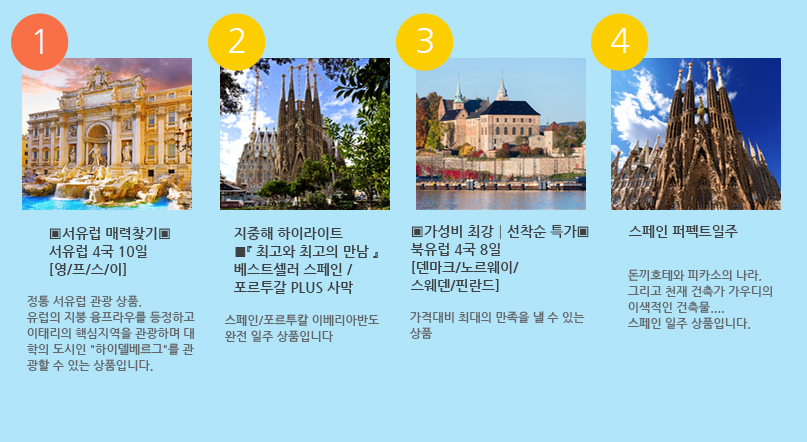 1
▣서유럽 매력찾기▣
서유럽 4국 10일
[영/프/스/이]
정통 서유럽 관광 상품.
유럽의 지붕 융프라우를 등정하고
이태리의 핵심지역을 관광하며 대
학의 도시인 "하이델베르그"를 관
광할 수 있는 상품입니다.
2
지중해 하이라이트
■『 최고와 최고의 만남 』
베스트셀러 스페인 /
포르투갈 PLUS 사막
스페인/포르투칼 이베리아반도
완전 일주 상품입니다
3
▣가성비 최강│선착순 특가▣
북유럽 4국 8일
[덴마크/노르웨이/
스웨덴/핀란드]
가격대비 최대의 만족을 낼 수 있는
상품
4
스페인 퍼펙트일주
돈끼호테와 피카소의 나라,
그리고 천재 건축가 가우디의
이색적인 건축물....
스페인 일주 상품입니다.